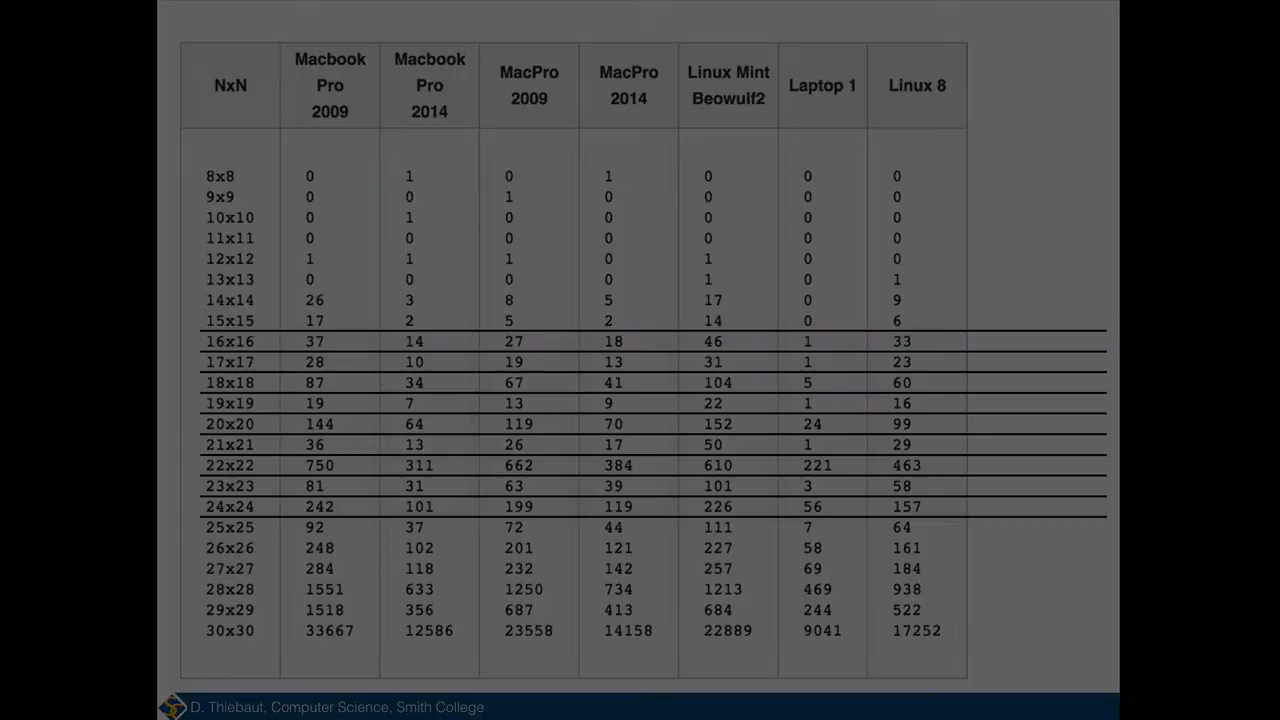 NxN Macbook Pro 2009 Macbook Pro 2014 MacPro 2009 MacPro 2014 Linux Mint Beowulf2 Laptop 1 Linux 8
8x8 0 1 0 1 0 0 0
9x9 0 0 1 0 0 0 0
10x10 0 1 0 0 0 0 0
11x11 0 0 0 0 0 0 0
12x12 1 1 1 0 1 0 0
13x13 0 0 0 0 1 0 1
14x14 26 3 8 5 17 0 9
15x15 17 2 5 2 14 0 6
16x16 37 14 27 18 46 1 33
17x17 28 10 19 13 31 1 23
18x18 87 34 67 41 104 5 60
19x19 19 7 13 9 22 1 16
20x20 144 64 119 70 152 24 99
21x21 36 13 26 17 50 1 29
22x22 750 311 662 384 610 221 463
23x23 81 31 63 39 101 3 58
24x24 242 101 199 119 226 56 157
25x25 92 37 72 44 111 7 64
26x26 248 102 201 121 227 58 161
27x27 284 118 232 142 257 69 184
28x28 1551 633 1250 734 1213 469 938
29x29 1518 356 687 413 684 244 522
30x30 33667 12586 23558 14158 22889 9041 17252
D. Thiebaut, Computer Science, Smith College